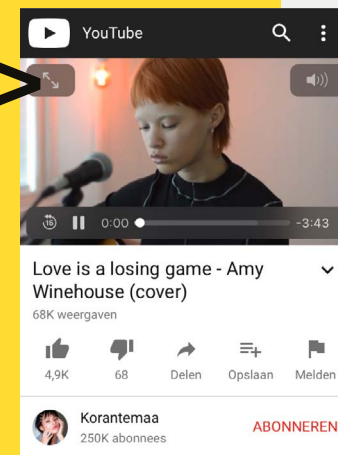 YouTube
0:00 -3:43
Love is a losing game - Amy
Winehouse (cover)
68K weergaven
4,9K 68 Delen Opslaan Melden
Korantemaa
250K abonnees
ABONNEREN